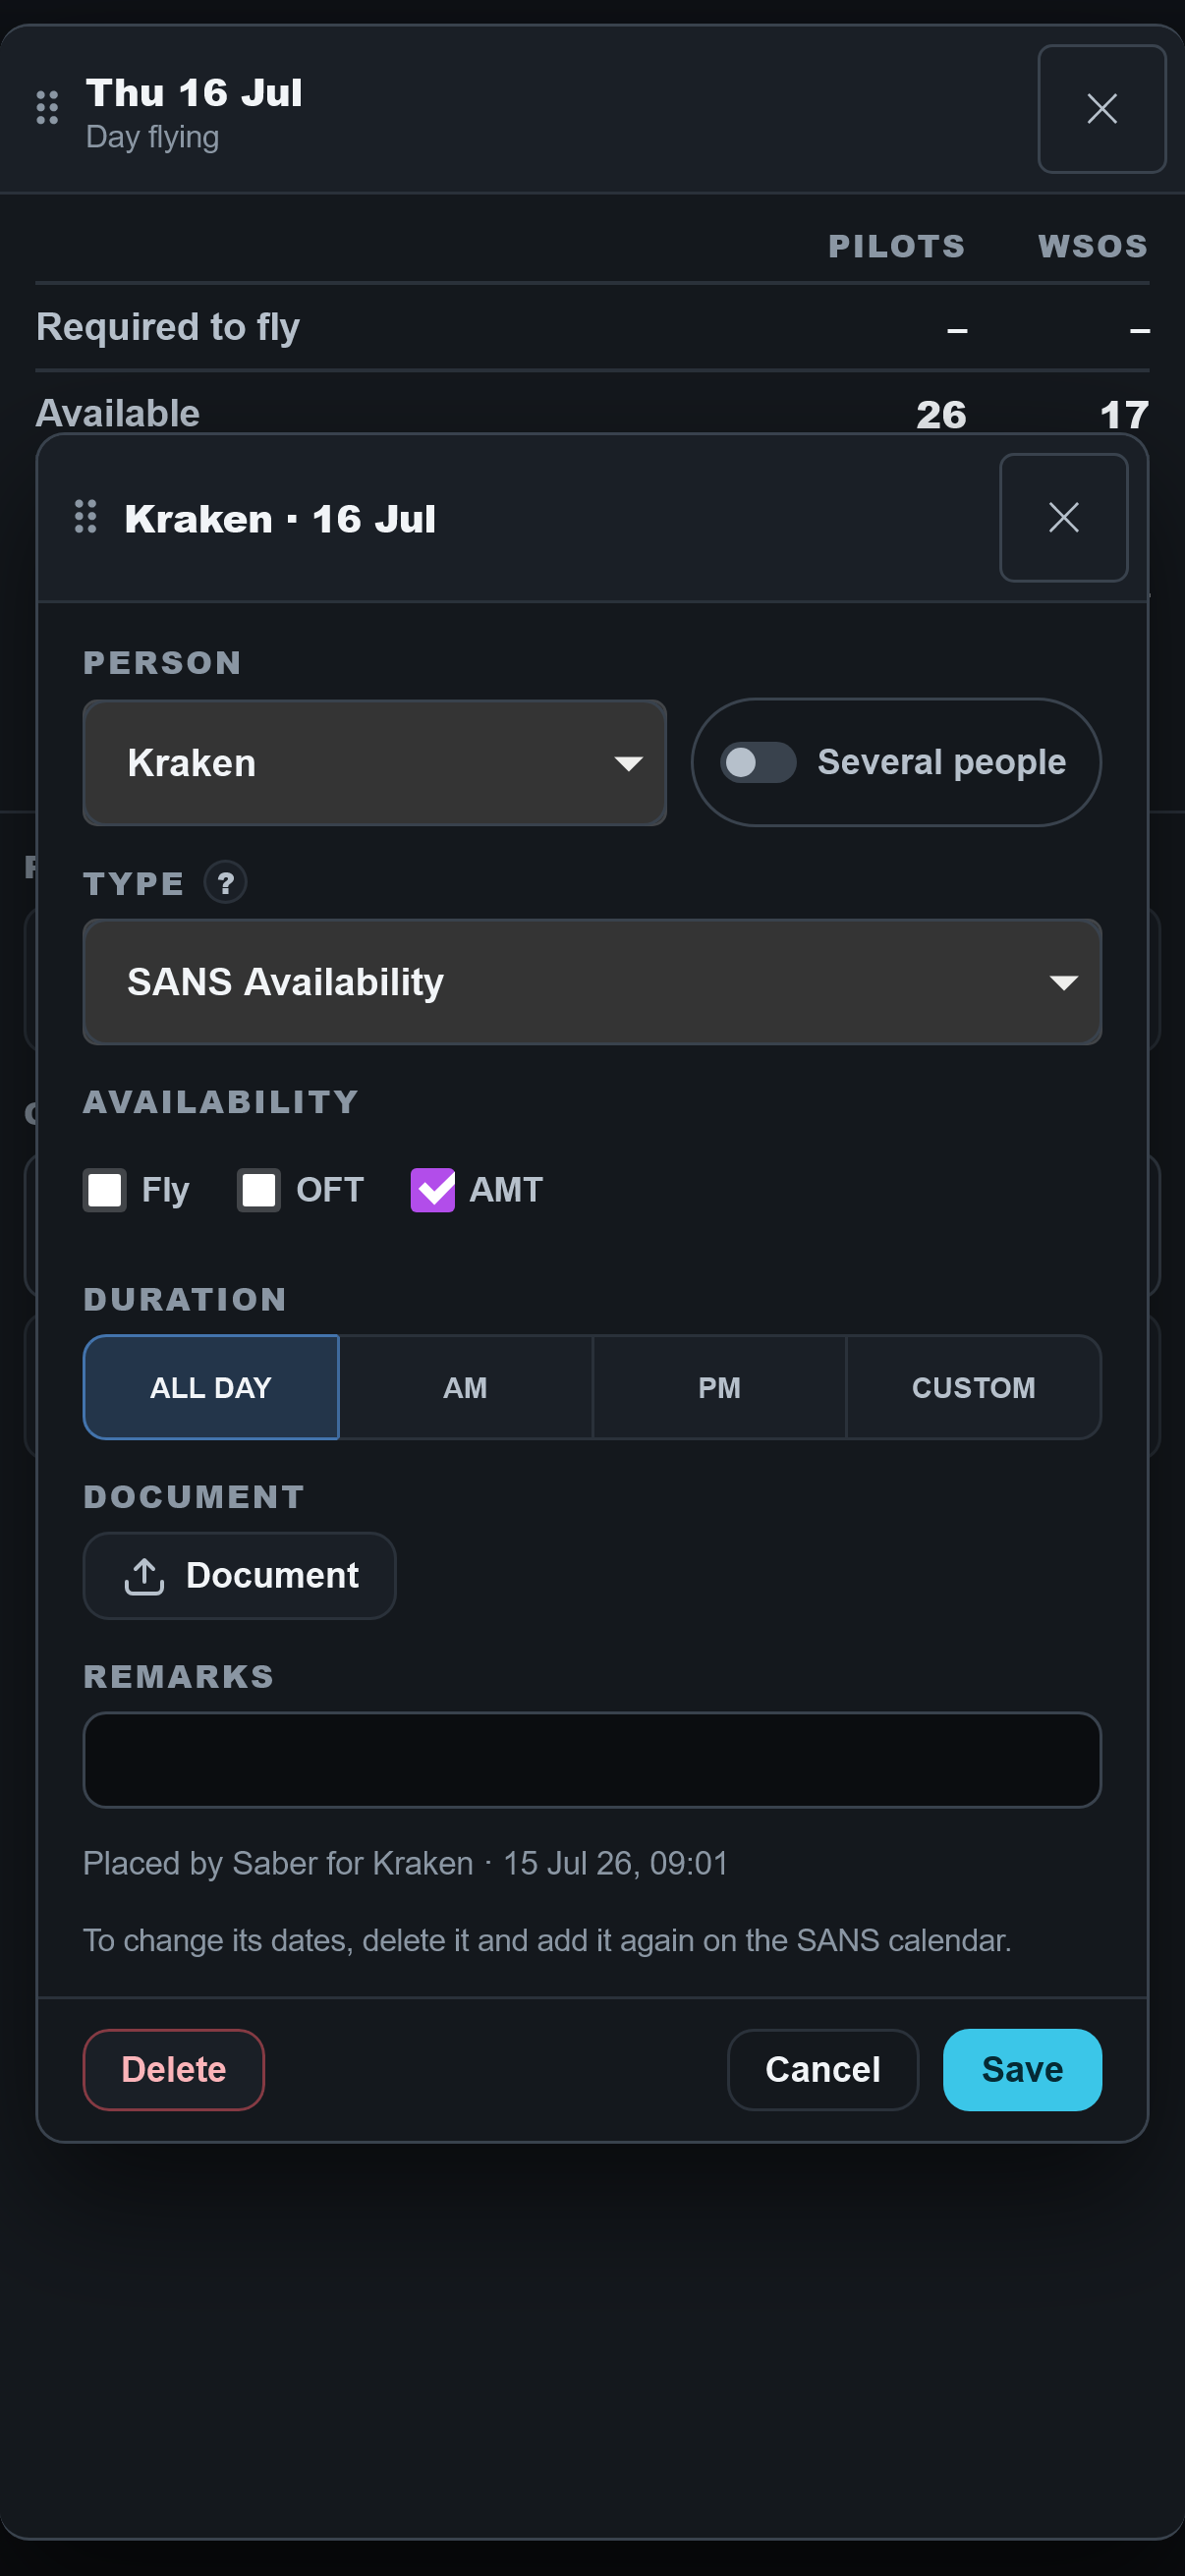 Thu 16 Jul
Day flying
PILOTS WSOS
Required to fly – –
Available 26 17
Kraken · 16 Jul
PERSON
Kraken
Several people
TYPE ?
SANS Availability
AVAILABILITY
Fly OFT AMT
DURATION
ALL DAY AM PM CUSTOM
DOCUMENT
Document
REMARKS
Placed by Saber for Kraken · 15 Jul 26, 09:01
To change its dates, delete it and add it again on the SANS calendar.
Delete Cancel Save